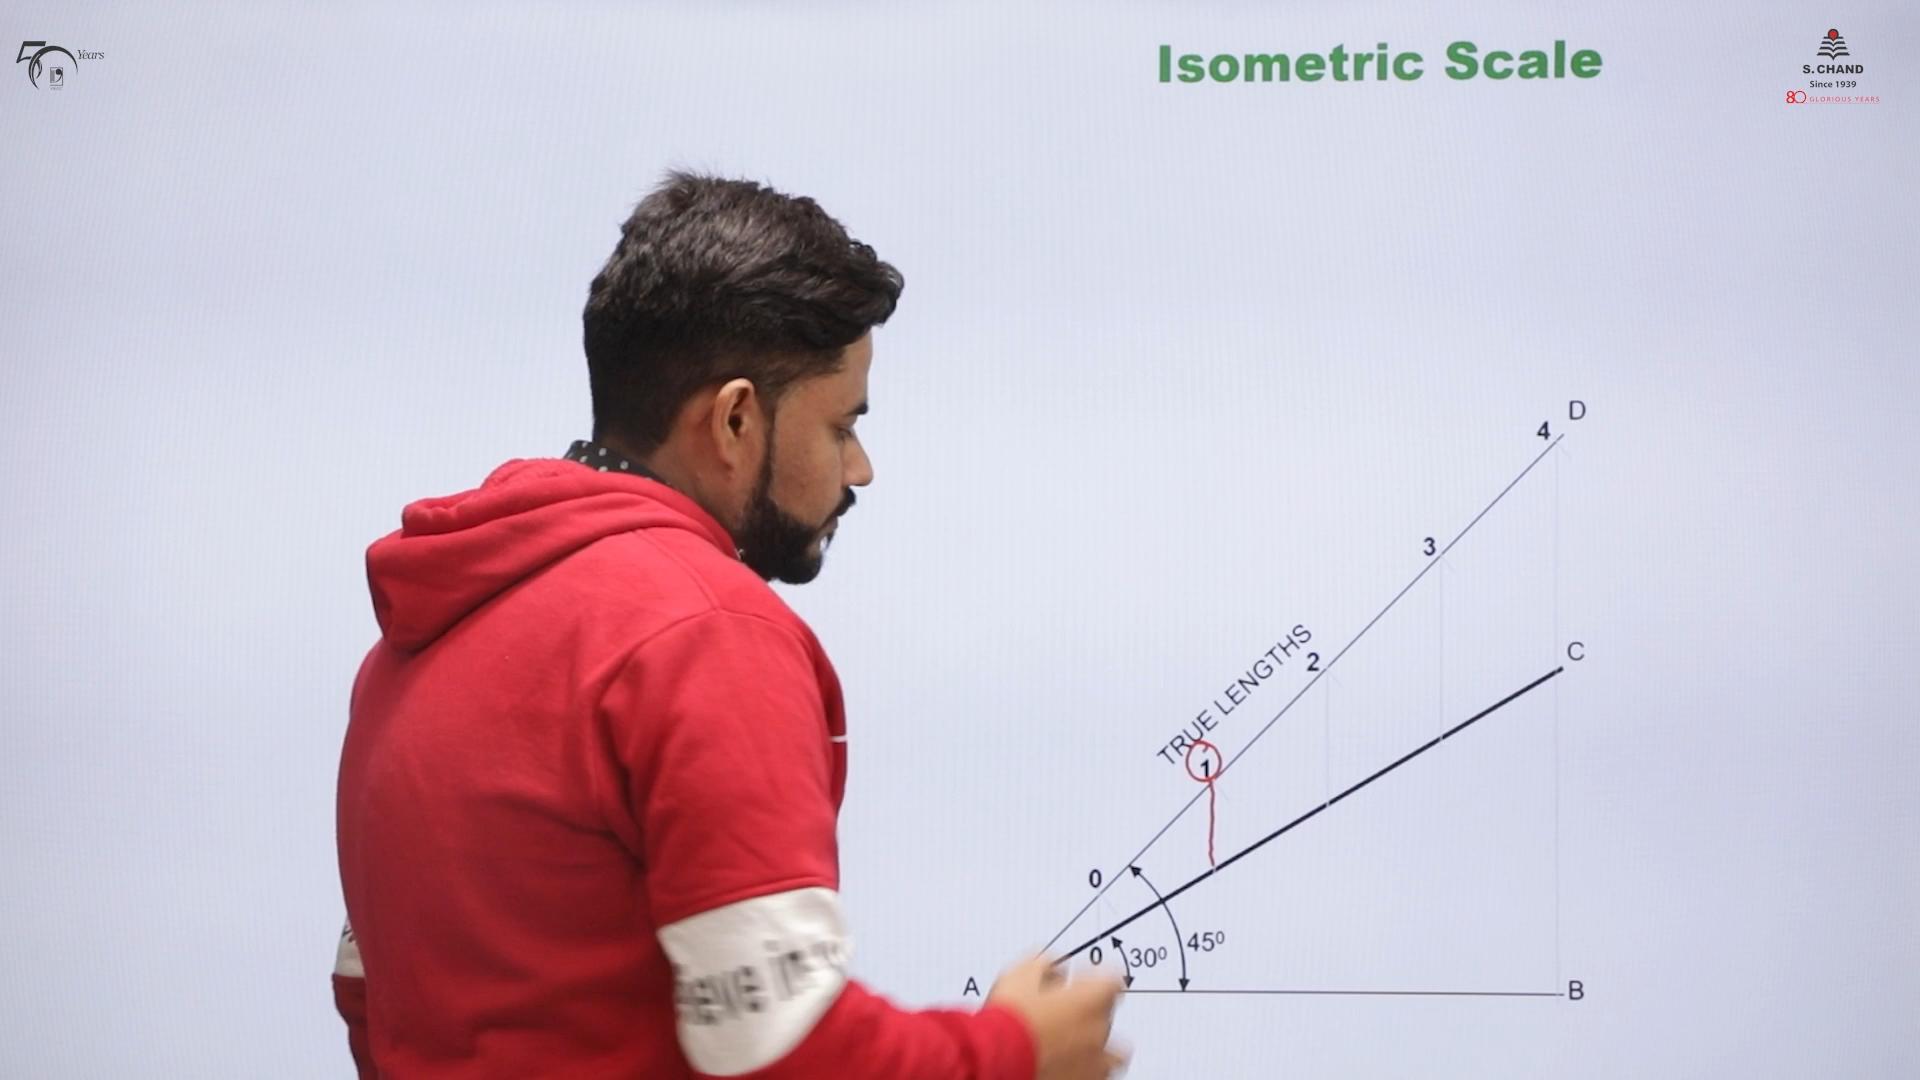 50 Years
Isometric Scale
S. CHAND
Since 1939
80 GLORIOUS YEARS
D
4
3
C
2
TRUE LENGTHS
1
0
45⁰
30⁰
0
A
B